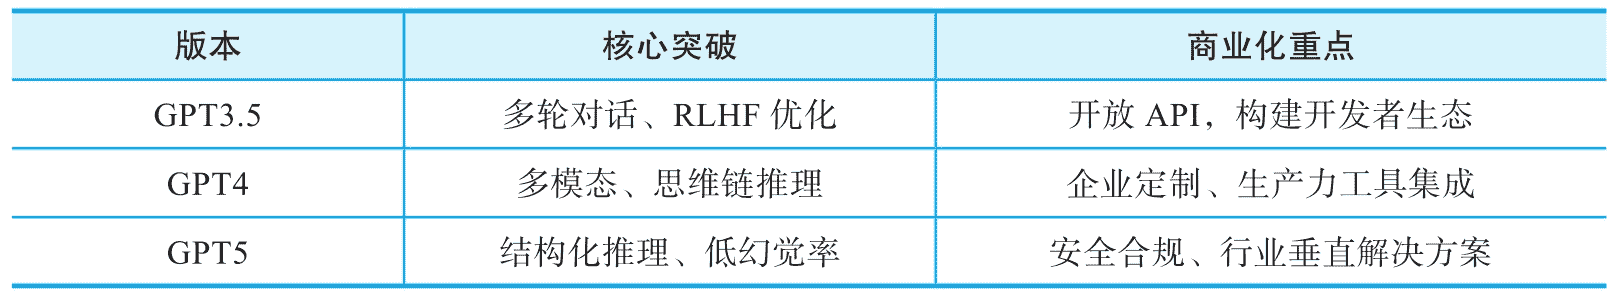 版本 核心突破 商业化重点
GPT3.5 多轮对话、RLHF 优化 开放 API，构建开发者生态
GPT4 多模态、思维链推理 企业定制、生产力工具集成
GPT5 结构化推理、低幻觉率 安全合规、行业垂直解决方案